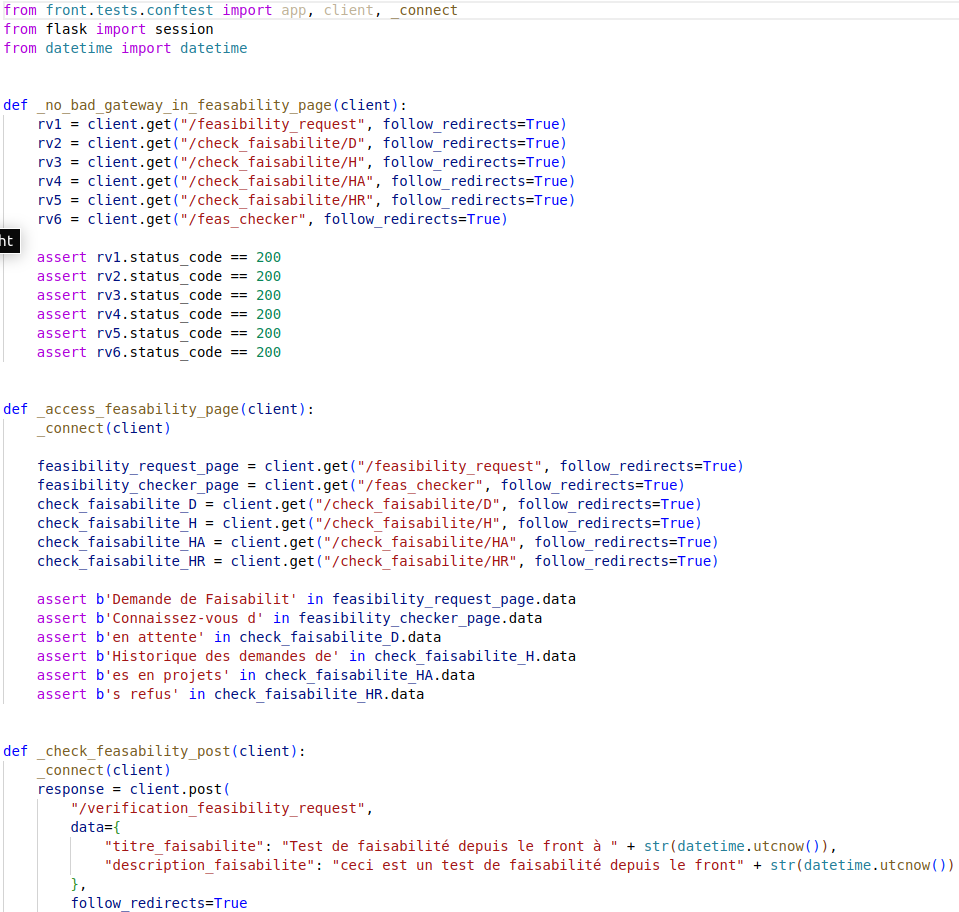 from front.tests.conftest import app, client, _connect
from flask import session
from datetime import datetime
def _no_bad_gateway_in_feasability_page(client):
    rv1 = client.get("/feasibility_request", follow_redirects=True)
    rv2 = client.get("/check_faisabilite/D", follow_redirects=True)
    rv3 = client.get("/check_faisabilite/H", follow_redirects=True)
    rv4 = client.get("/check_faisabilite/HA", follow_redirects=True)
    rv5 = client.get("/check_faisabilite/HR", follow_redirects=True)
    rv6 = client.get("/feas_checker", follow_redirects=True)
ht
    assert rv1.status_code == 200
    assert rv2.status_code == 200
    assert rv3.status_code == 200
    assert rv4.status_code == 200
    assert rv5.status_code == 200
    assert rv6.status_code == 200
def _access_feasability_page(client):
    _connect(client)
    feasibility_request_page = client.get("/feasibility_request", follow_redirects=True)
    feasibility_checker_page = client.get("/feas_checker", follow_redirects=True)
    check_faisabilite_D = client.get("/check_faisabilite/D", follow_redirects=True)
    check_faisabilite_H = client.get("/check_faisabilite/H", follow_redirects=True)
    check_faisabilite_HA = client.get("/check_faisabilite/HA", follow_redirects=True)
    check_faisabilite_HR = client.get("/check_faisabilite/HR", follow_redirects=True)
    assert b'Demande de Faisabilit' in feasibility_request_page.data
    assert b'Connaissez-vous d' in feasibility_checker_page.data
    assert b'en attente' in check_faisabilite_D.data
    assert b'Historique des demandes de' in check_faisabilite_H.data
    assert b'es en projets' in check_faisabilite_HA.data
    assert b's refus' in check_faisabilite_HR.data
def _check_feasability_post(client):
    _connect(client)
    response = client.post(
        "/verification_feasibility_request",
        data={
            "titre_faisabilite": "Test de faisabilité depuis le front à " + str(datetime.utcnow()),
            "description_faisabilite": "ceci est un test de faisabilité depuis le front" + str(datetime.utcnow())
        },
        follow_redirects=True